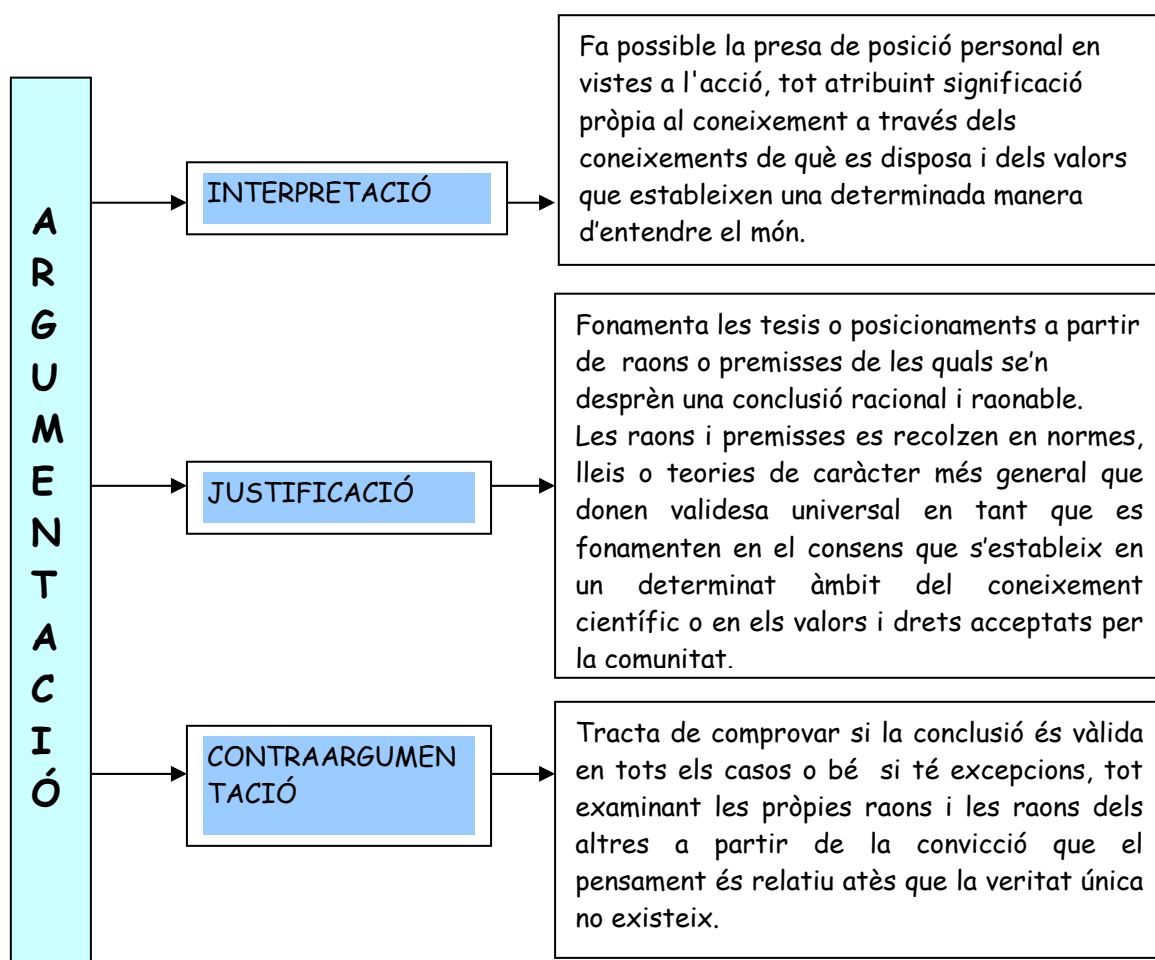 ARGUMENTACIÓ
INTERPRETACIÓ
Fa possible la presa de posició personal en
vistes a l'acció, tot atribuint significació
pròpia al coneixement a través dels
coneixements de què es disposa i dels valors
que estableixen una determinada manera
d’entendre el món.
JUSTIFICACIÓ
Fonamenta les tesis o posicionaments a partir
de raons o premisses de les quals se’n
desprèn una conclusió racional i raonable.
Les raons i premisses es recolzen en normes,
lleis o teories de caràcter més general que
donen validesa universal en tant que es
fonamenten en el consens que s’estableix en
un determinat àmbit del coneixement
científic o en els valors i drets acceptats per
la comunitat.
CONTRAARGUMEN
TACIÓ
Tracta de comprovar si la conclusió és vàlida
en tots els casos o bé si té excepcions, tot
examinant les pròpies raons i les raons dels
altres a partir de la convicció que el
pensament és relatiu atès que la veritat única
no existeix.